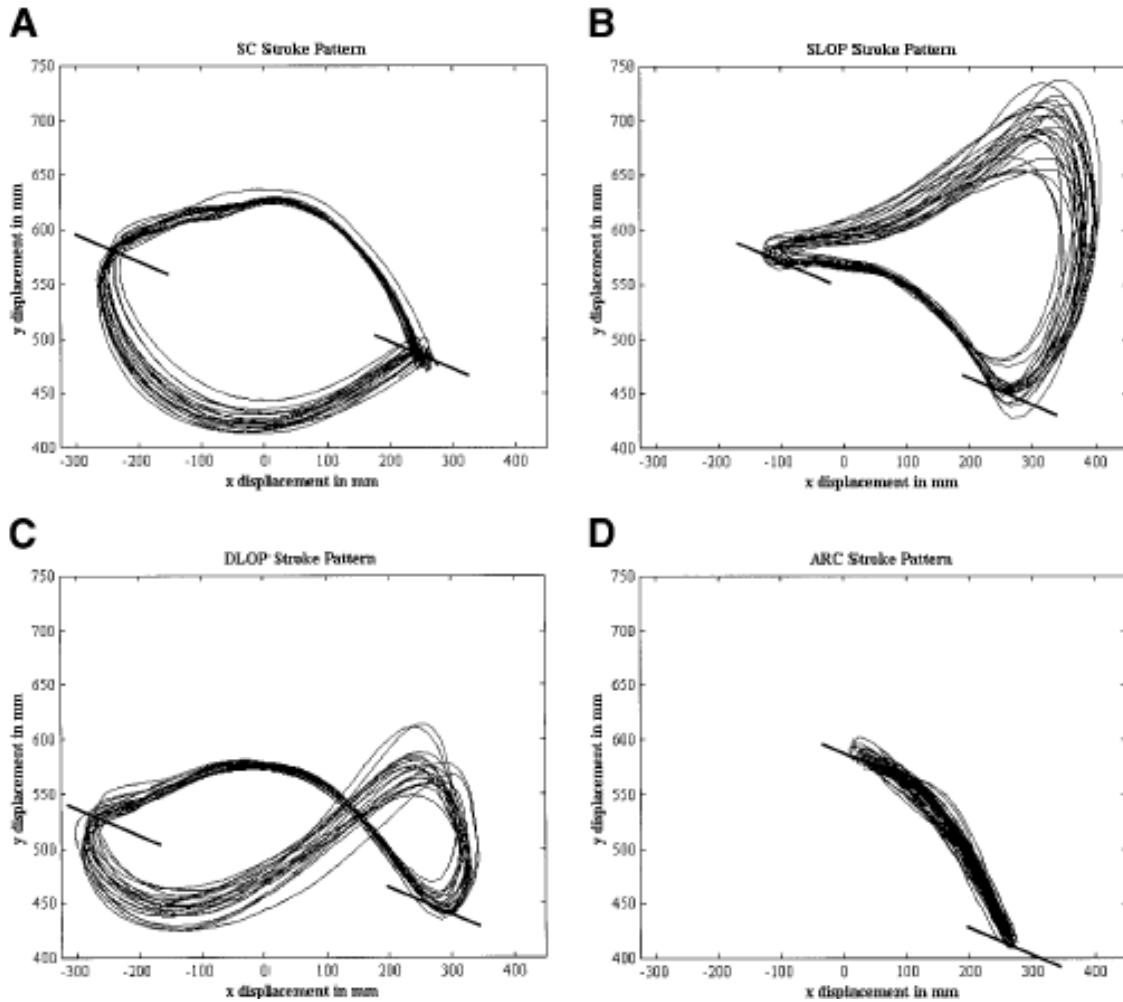 A
SC Stroke Pattern
750
700
650
600
550
500
450
400
y displacement in mm
-300 -200 -100 0 100 200 300 400
x displacement in mm
B
SLOP Stroke Pattern
750
700
650
600
550
500
450
400
y displacement in mm
-300 -200 -100 0 100 200 300 400
x displacement in mm
C
DLOP Stroke Pattern
750
700
650
600
550
500
450
400
y displacement in mm
-300 -200 -100 0 100 200 300 400
x displacement in mm
D
ARC Stroke Pattern
750
700
650
600
550
500
450
400
y displacement in mm
-300 -200 -100 0 100 200 300 400
x displacement in mm